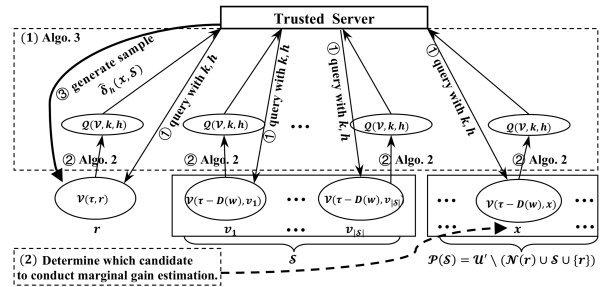 Trusted Server
(1) Algo. 3
③ generate sample
δ̂ₕ(x, 𝒮)
① query with k, h
① query with k, h
① query with k, h
① query with k, h
Q(𝒱, k, h)
Q(𝒱, k, h)
...
Q(𝒱, k, h)
Q(𝒱, k, h)
② Algo. 2
② Algo. 2
② Algo. 2
② Algo. 2
𝒱(τ, r)
𝒱(τ − D(w), v₁)
...
𝒱(τ − D(w), v|𝒮|)
...
𝒱(τ − D(w), x)
...
r
v₁
...
v|𝒮|
...
x
...
𝒮
𝒫(𝒮) = 𝒰′ \ (𝒩(r) ∪ 𝒮 ∪ {r})
(2) Determine which candidate
to conduct marginal gain estimation.